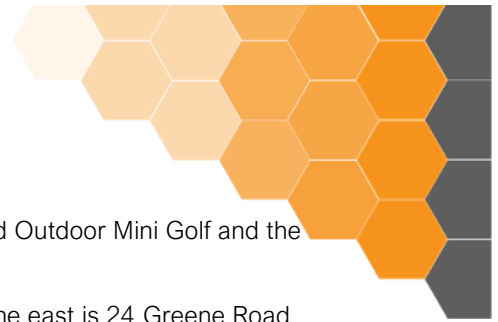 d Outdoor Mini Golf and the
he east is 24 Greene Road